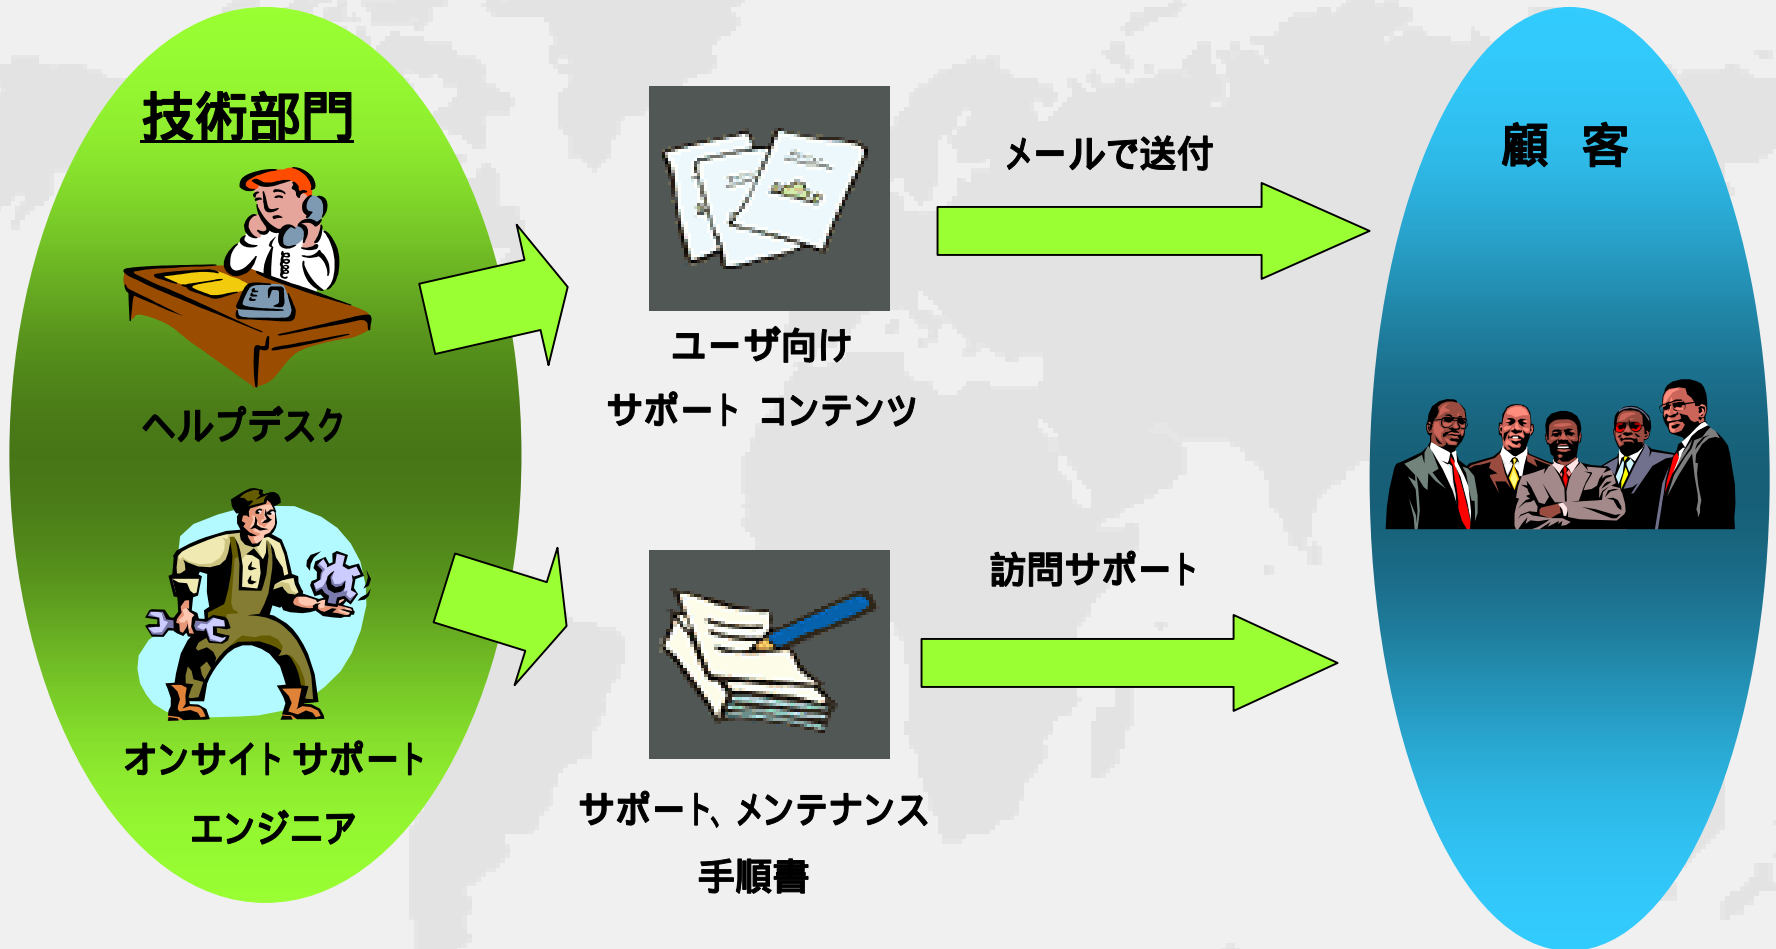 技術部門
ヘルプデスク
オンサイト サポート
エンジニア
ユーザ向け
サポート コンテンツ
サポート、メンテナンス
手順書
メールで送付
訪問サポート
顧 客